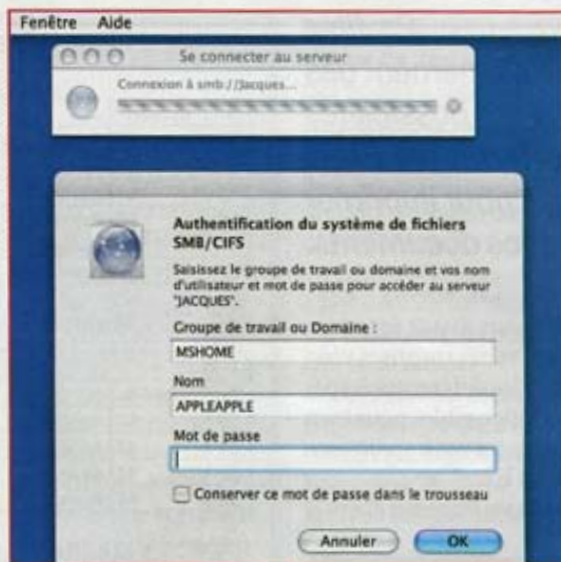 Fenêtre Aide
Se connecter au serveur
Connexion à smb://Jacques...
Authentification du système de fichiers
SMB/CIFS
Saisissez le groupe de travail ou domaine et vos nom
d'utilisateur et mot de passe pour accéder au serveur
"JACQUES".
Groupe de travail ou Domaine :
MSHOME
Nom
APPLEAPPLE
Mot de passe
Conserver ce mot de passe dans le trousseau
Annuler OK